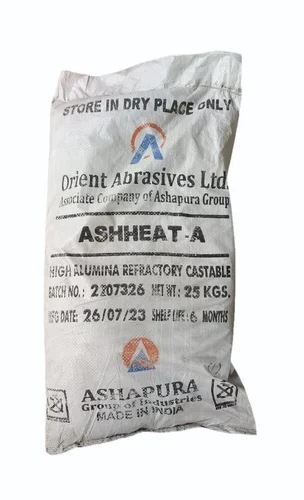 STORE IN DRY PLACE ONLY
Orient Abrasives Ltd.
Associate Company of Ashapura Group
ASHHEAT-A
HIGH ALUMINA REFRACTORY CASTABLE
BATCH NO.: 2207326 NET WT: 25 KGS.
MFG DATE: 26/07/23 SHELF LIFE: 6 MONTHS
ASHAPURA
Group of Industries
MADE IN INDIA